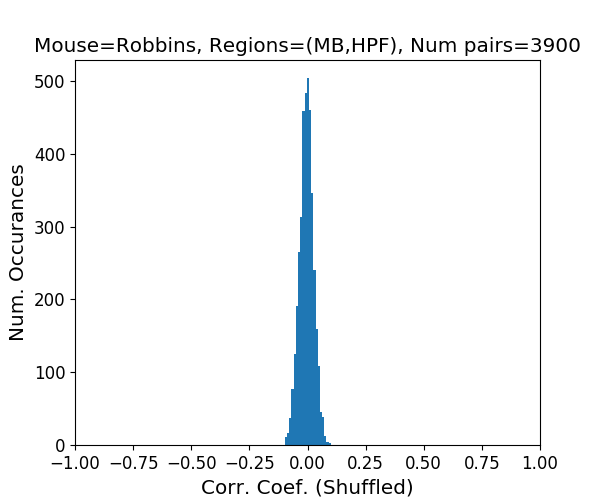 Mouse=Robbins, Regions=(MB,HPF), Num pairs=3900
Num. Occurances
500
400
300
200
100
0
−1.00 −0.75 −0.50 −0.25 0.00 0.25 0.50 0.75 1.00
Corr. Coef. (Shuffled)